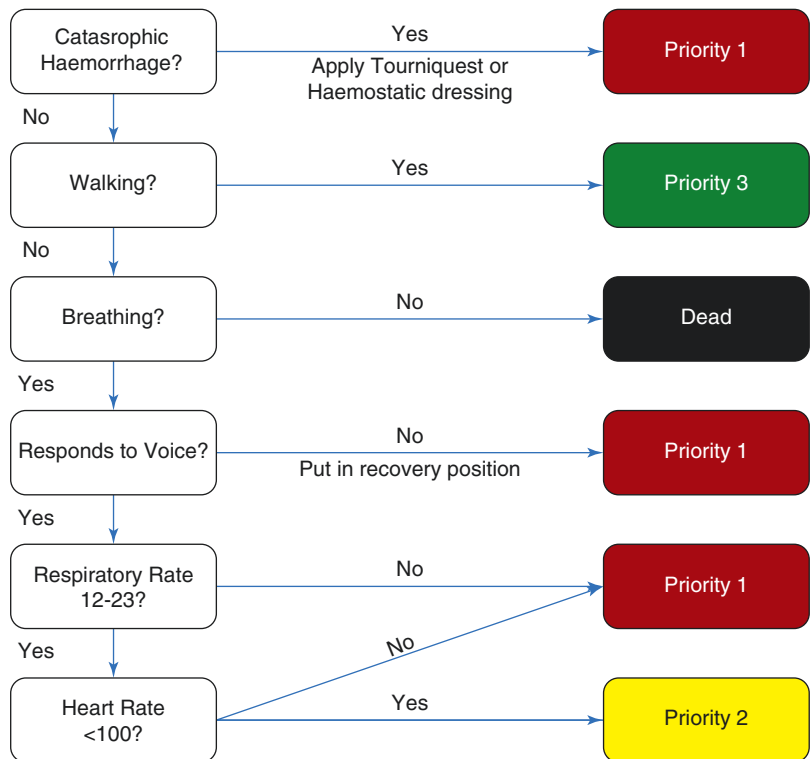 Catasrophic
Haemorrhage?
Yes
Apply Tourniquest or
Haemostatic dressing
Priority 1
No
Walking?
Yes
Priority 3
No
Breathing?
No
Dead
Yes
Responds to Voice?
No
Put in recovery position
Priority 1
Yes
Respiratory Rate
12-23?
No
Priority 1
Yes
No
Heart Rate
<100?
Yes
Priority 2